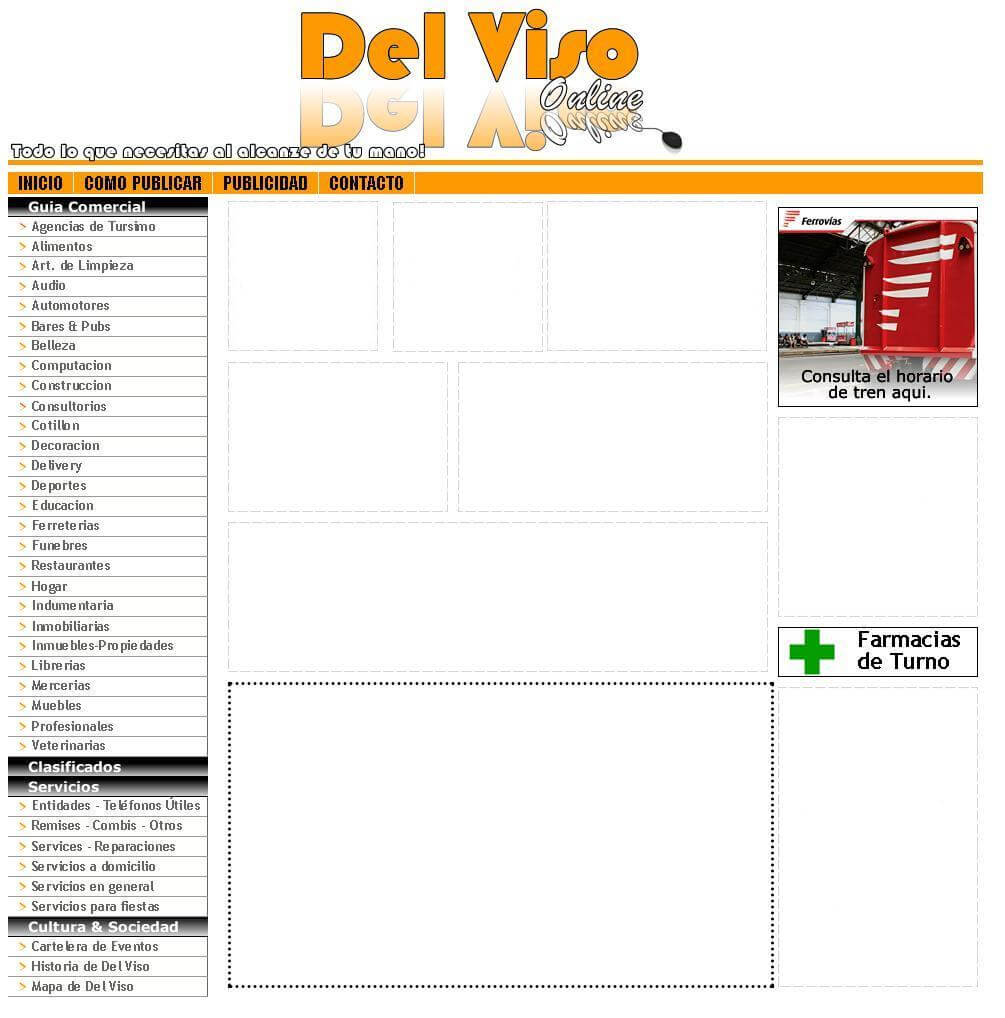 Del Viso
Online
Todo lo que necesitas al alcanze de tu mano!
INICIO
COMO PUBLICAR
PUBLICIDAD
CONTACTO
Guia Comercial
Agencias de Tursimo
Alimentos
Art. de Limpieza
Audio
Automotores
Bares & Pubs
Belleza
Computacion
Construccion
Consultorios
Cotillon
Decoracion
Delivery
Deportes
Educacion
Ferreterias
Funebres
Restaurantes
Hogar
Indumentaria
Inmobiliarias
Inmuebles-Propiedades
Librerias
Mercerias
Muebles
Profesionales
Veterinarias
Clasificados
Servicios
Entidades - Teléfonos Útiles
Remises - Combis - Otros
Services - Reparaciones
Servicios a domicilio
Servicios en general
Servicios para fiestas
Cultura & Sociedad
Cartelera de Eventos
Historia de Del Viso
Mapa de Del Viso
Ferrovías
Consulta el horario
de tren aqui.
Farmacias
de Turno